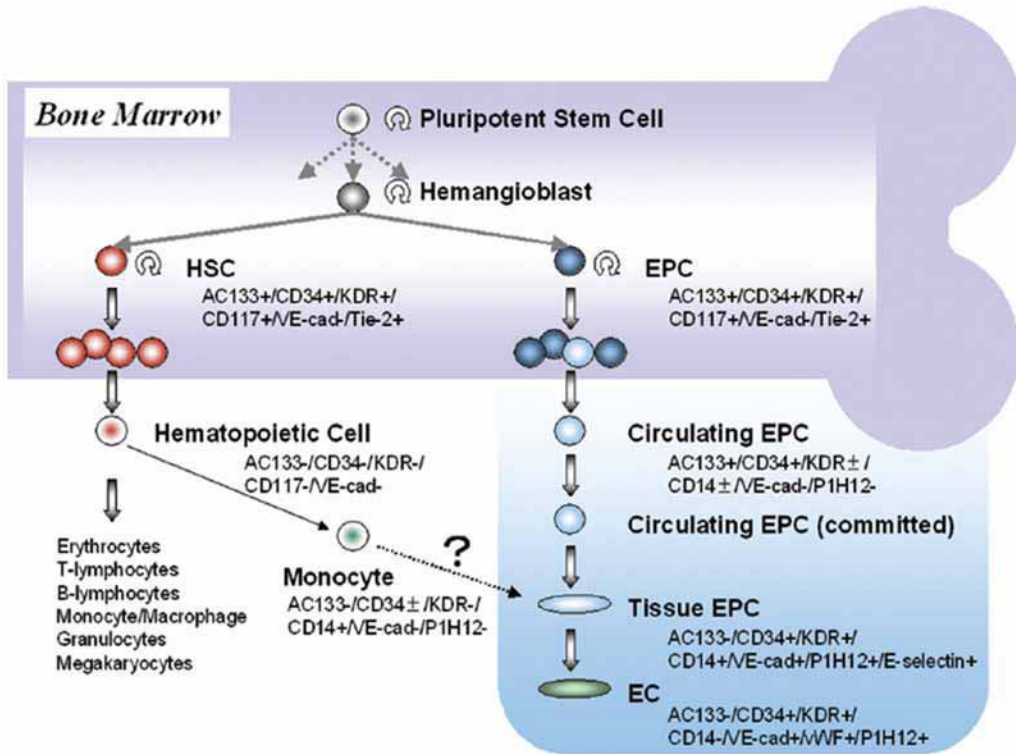 Bone Marrow
Pluripotent Stem Cell
Hemangioblast
HSC
AC133+/CD34+/KDR+/
CD117+/VE-cad-/Tie-2+
EPC
AC133+/CD34+/KDR+/
CD117+/VE-cad-/Tie-2+
Hematopoietic Cell
AC133-/CD34-/KDR-/
CD117-/VE-cad-
Circulating EPC
AC133+/CD34+/KDR±/
CD14±/VE-cad-/P1H12-
Circulating EPC (committed)
Erythrocytes
T-lymphocytes
B-lymphocytes
Monocyte/Macrophage
Granulocytes
Megakaryocytes
?
Monocyte
AC133-/CD34±/KDR-/
CD14+/VE-cad-/P1H12-
Tissue EPC
AC133-/CD34+/KDR+/
CD14+/VE-cad+/P1H12+/E-selectin+
EC
AC133-/CD34+/KDR+/
CD14-/VE-cad+/vWF+/P1H12+